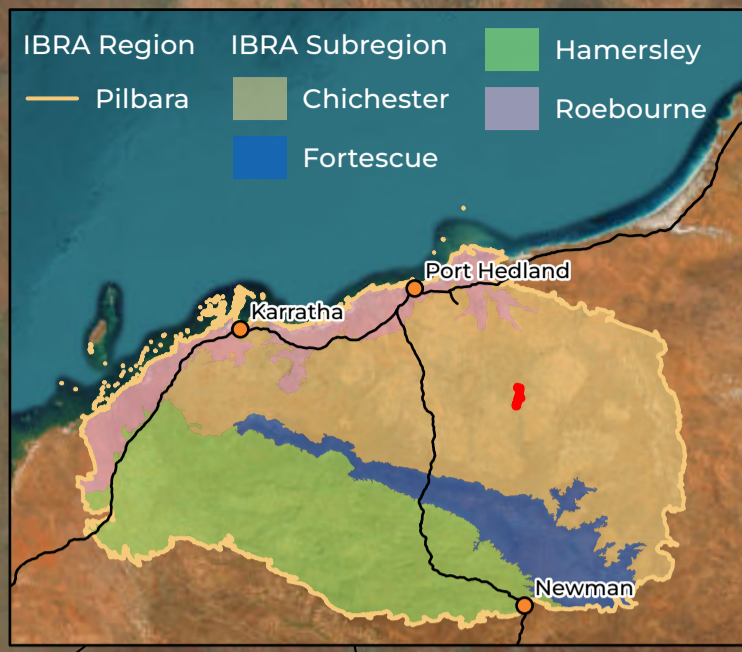 IBRA Region
Pilbara
IBRA Subregion
Chichester
Fortescue
Hamersley
Roebourne
Port Hedland
Karratha
Newman